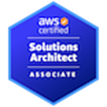 aws
certified
Solutions
Architect
ASSOCIATE